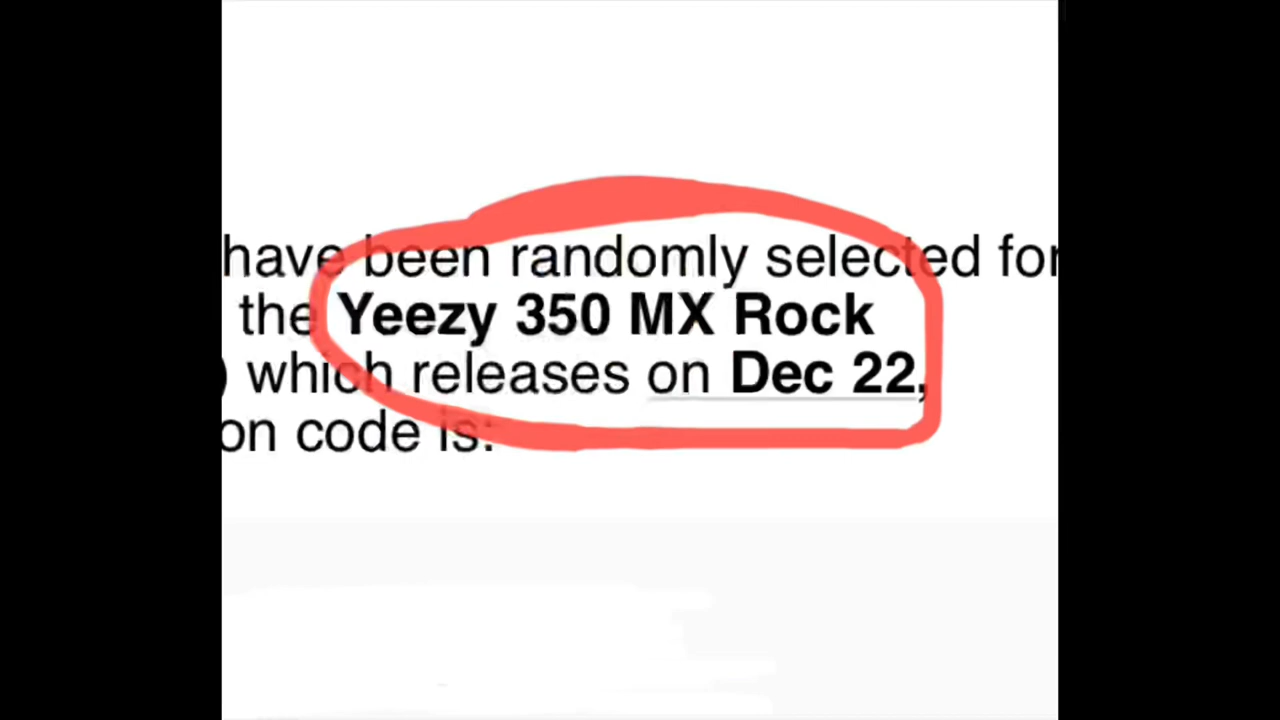 have been randomly selected for
the Yeezy 350 MX Rock
) which releases on Dec 22,
on code is: